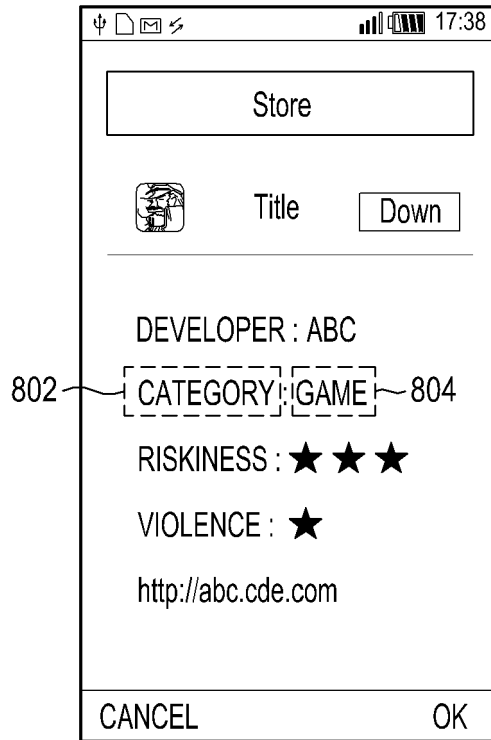 17:38
Store
Title Down
DEVELOPER : ABC
802 CATEGORY : GAME 804
RISKINESS : ★ ★ ★
VIOLENCE : ★
http://abc.cde.com
CANCEL OK